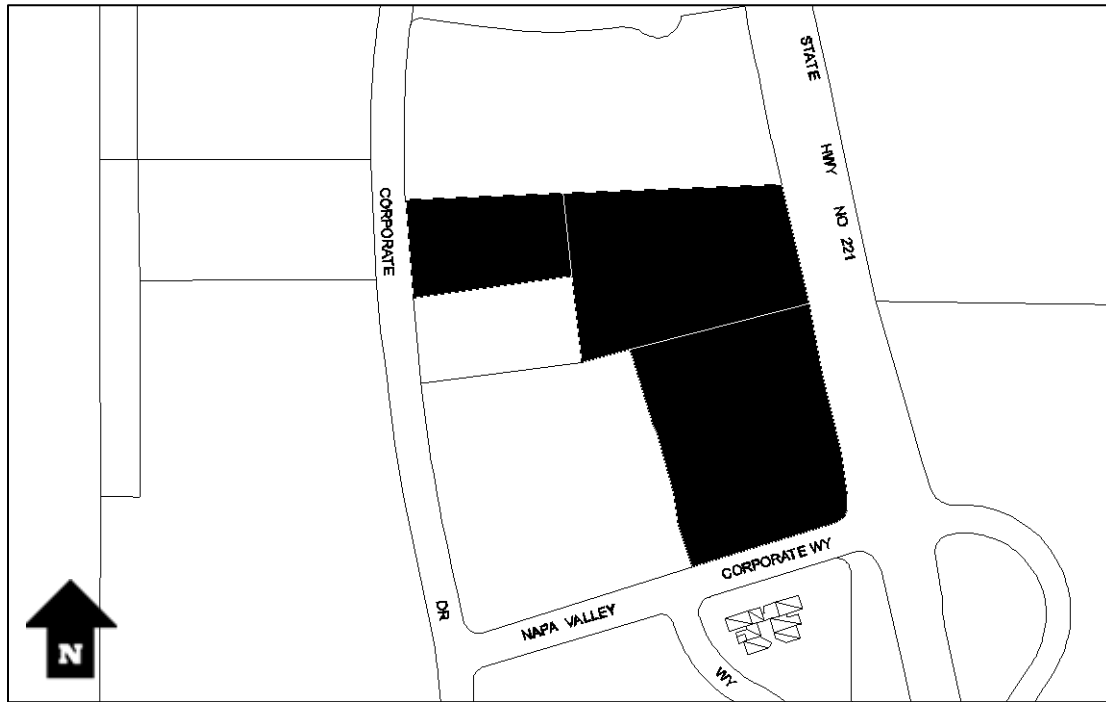 STATE HWY NO 221
CORPORATE DR
CORPORATE WY
NAPA VALLEY
WY
N